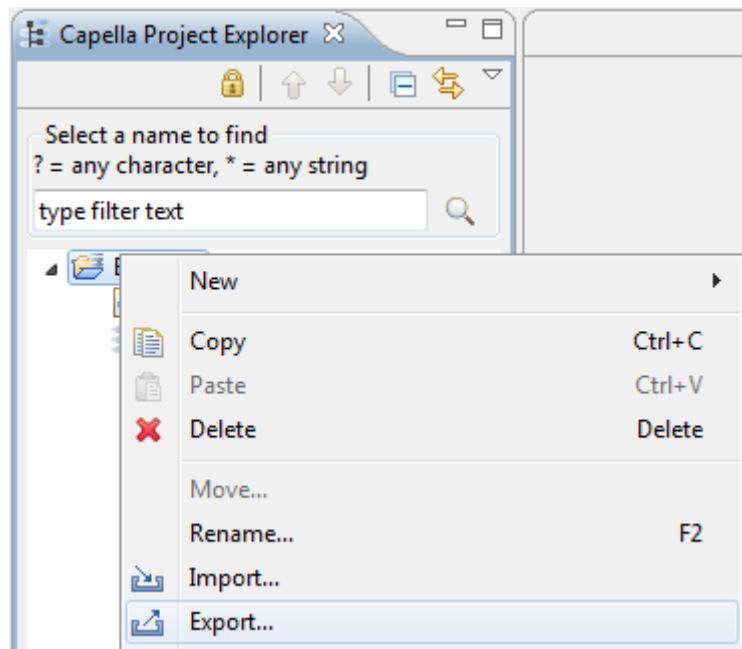 Capella Project Explorer
Select a name to find
? = any character, * = any string
type filter text
New
Copy Ctrl+C
Paste Ctrl+V
Delete Delete
Move...
Rename... F2
Import...
Export...